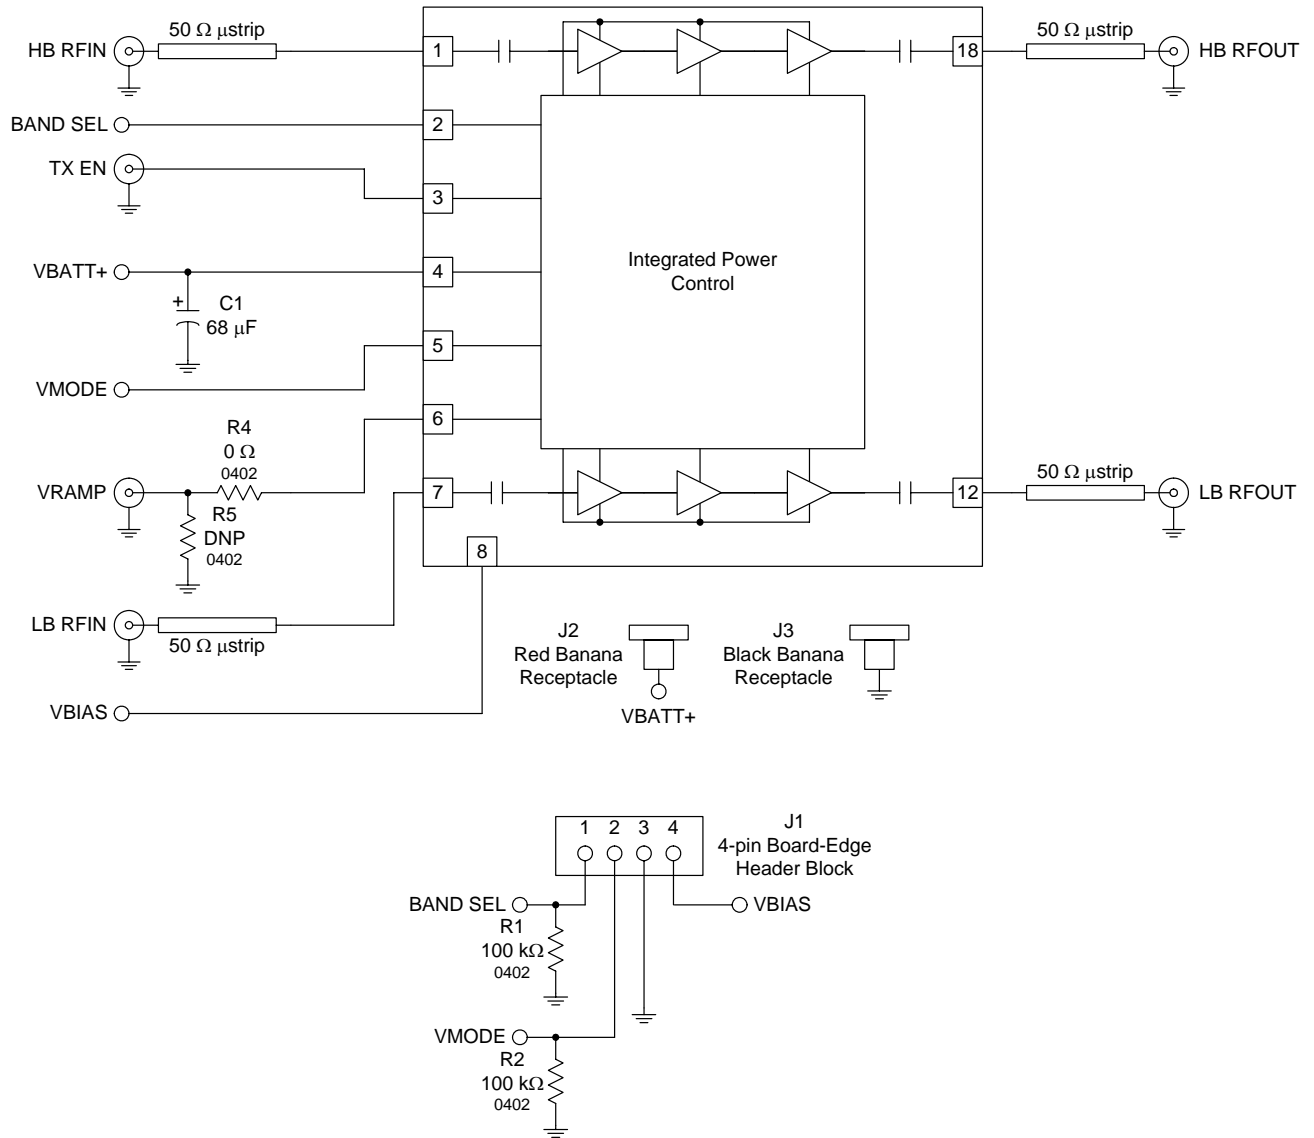 50 Ω μstrip
HB RFIN
1
18
50 Ω μstrip
HB RFOUT
BAND SEL
2
TX EN
3
Integrated Power
Control
VBATT+
4
+
C1
68 μF
5
VMODE
6
R4
0 Ω
0402
VRAMP
7
R5
DNP
0402
12
50 Ω μstrip
LB RFOUT
8
LB RFIN
50 Ω μstrip
VBIAS
J2
Red Banana
Receptacle
VBATT+
J3
Black Banana
Receptacle
1 2 3 4
J1
4-pin Board-Edge
Header Block
BAND SEL
VBIAS
R1
100 kΩ
0402
VMODE
R2
100 kΩ
0402